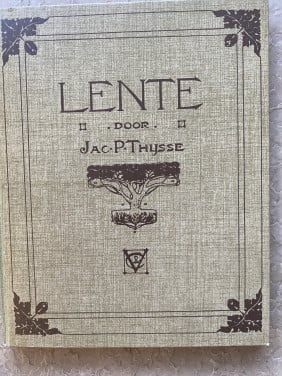 LENTE
. DOOR .
JAC. P. THIJSSE